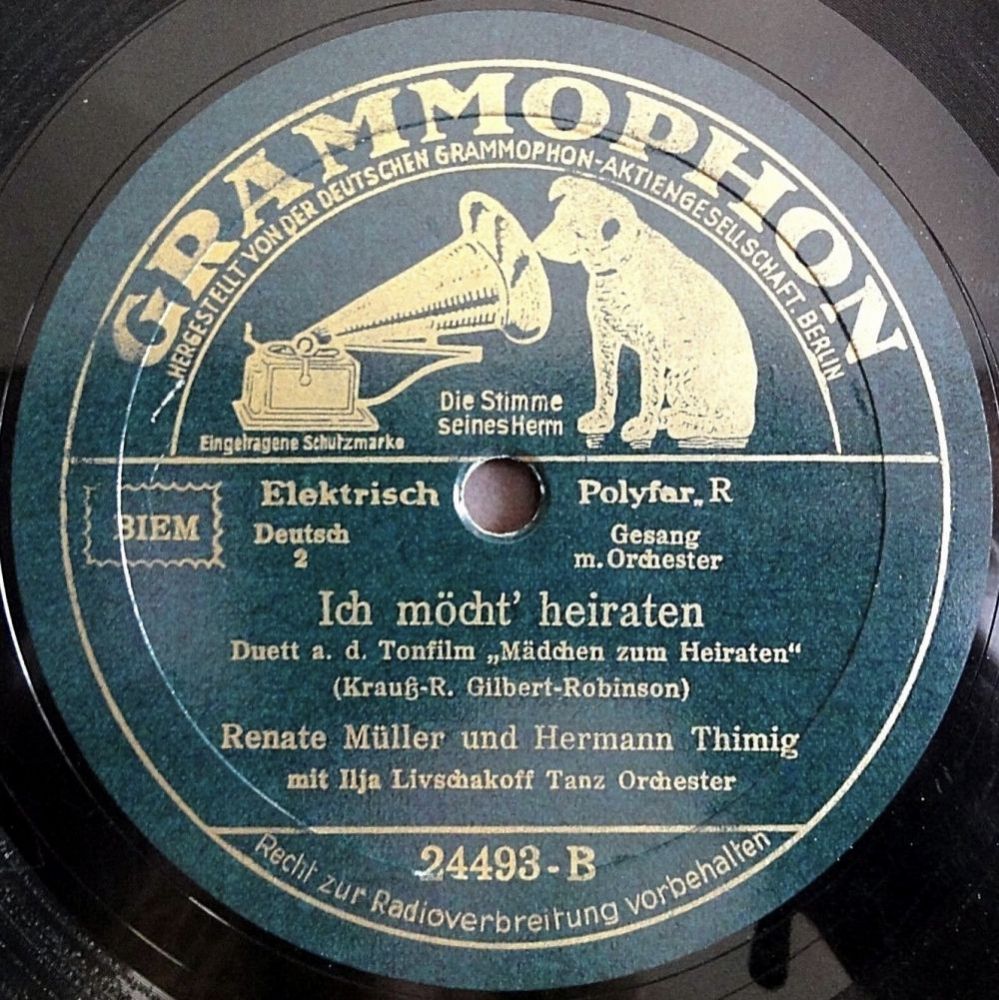 GRAMMOPHON
HERGESTELLT VON DER DEUTSCHEN GRAMMOPHON-AKTIENGESELLSCHAFT. BERLIN
Die Stimme
seines Herrn
Eingetragene Schutzmarke
Elektrisch Polyfar„R
BIEM Deutsch Gesang
2 m. Orchester
Ich möcht' heiraten
Duett a. d. Tonfilm „Mädchen zum Heiraten“
(Krauß-R. Gilbert-Robinson)
Renate Müller und Hermann Thimig
mit Ilja Livschakoff Tanz Orchester
24493-B
Recht zur Radioverbreitung vorbehalten